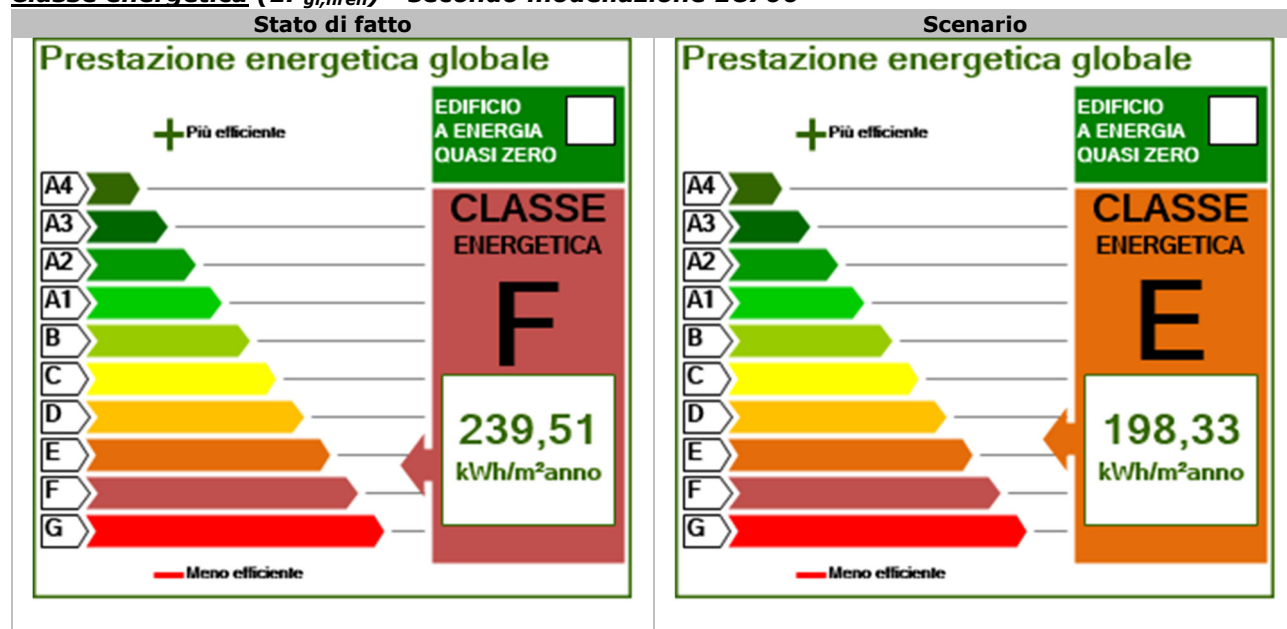 Stato di fatto
Scenario
Prestazione energetica globale
EDIFICIO
A ENERGIA
QUASI ZERO
Più efficiente
A4
A3
A2
A1
B
C
D
E
F
G
CLASSE
ENERGETICA
F
239,51
kWh/m²anno
Meno efficiente
Prestazione energetica globale
EDIFICIO
A ENERGIA
QUASI ZERO
Più efficiente
A4
A3
A2
A1
B
C
D
E
F
G
CLASSE
ENERGETICA
E
198,33
kWh/m²anno
Meno efficiente